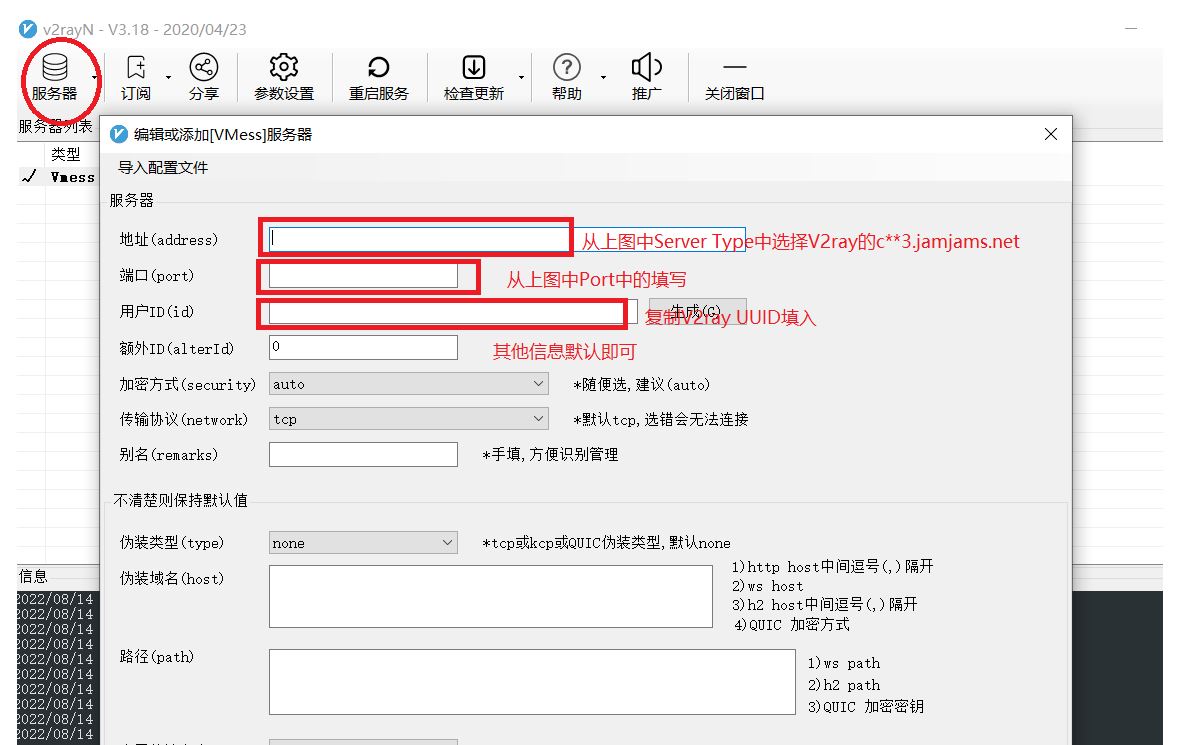 v2rayN - V3.18 - 2020/04/23
服务器 订阅 分享 参数设置 重启服务 检查更新 帮助 推广 关闭窗口
服务器列表
编辑或添加[VMess]服务器
类型
导入配置文件
Vmess
服务器
地址(address) 从上图中Server Type中选择V2ray的c**3.jamjams.net
端口(port) 从上图中Port中的填写
用户ID(id) 生成(G) 复制V2ray UUID填入
额外ID(alterId) 0 其他信息默认即可
加密方式(security) auto *随便选,建议(auto)
传输协议(network) tcp *默认tcp,选错会无法连接
别名(remarks) *手填,方便识别管理
不清楚则保持默认值
伪装类型(type) none *tcp或kcp或QUIC伪装类型,默认none
信息
伪装域名(host)
1)http host中间逗号(,)隔开
2)ws host
3)h2 host中间逗号(,)隔开
4)QUIC 加密方式
路径(path)
1)ws path
2)h2 path
3)QUIC 加密密钥
2022/08/14
2022/08/14
2022/08/14
2022/08/14
2022/08/14
2022/08/14
2022/08/14
2022/08/14
2022/08/14
2022/08/14